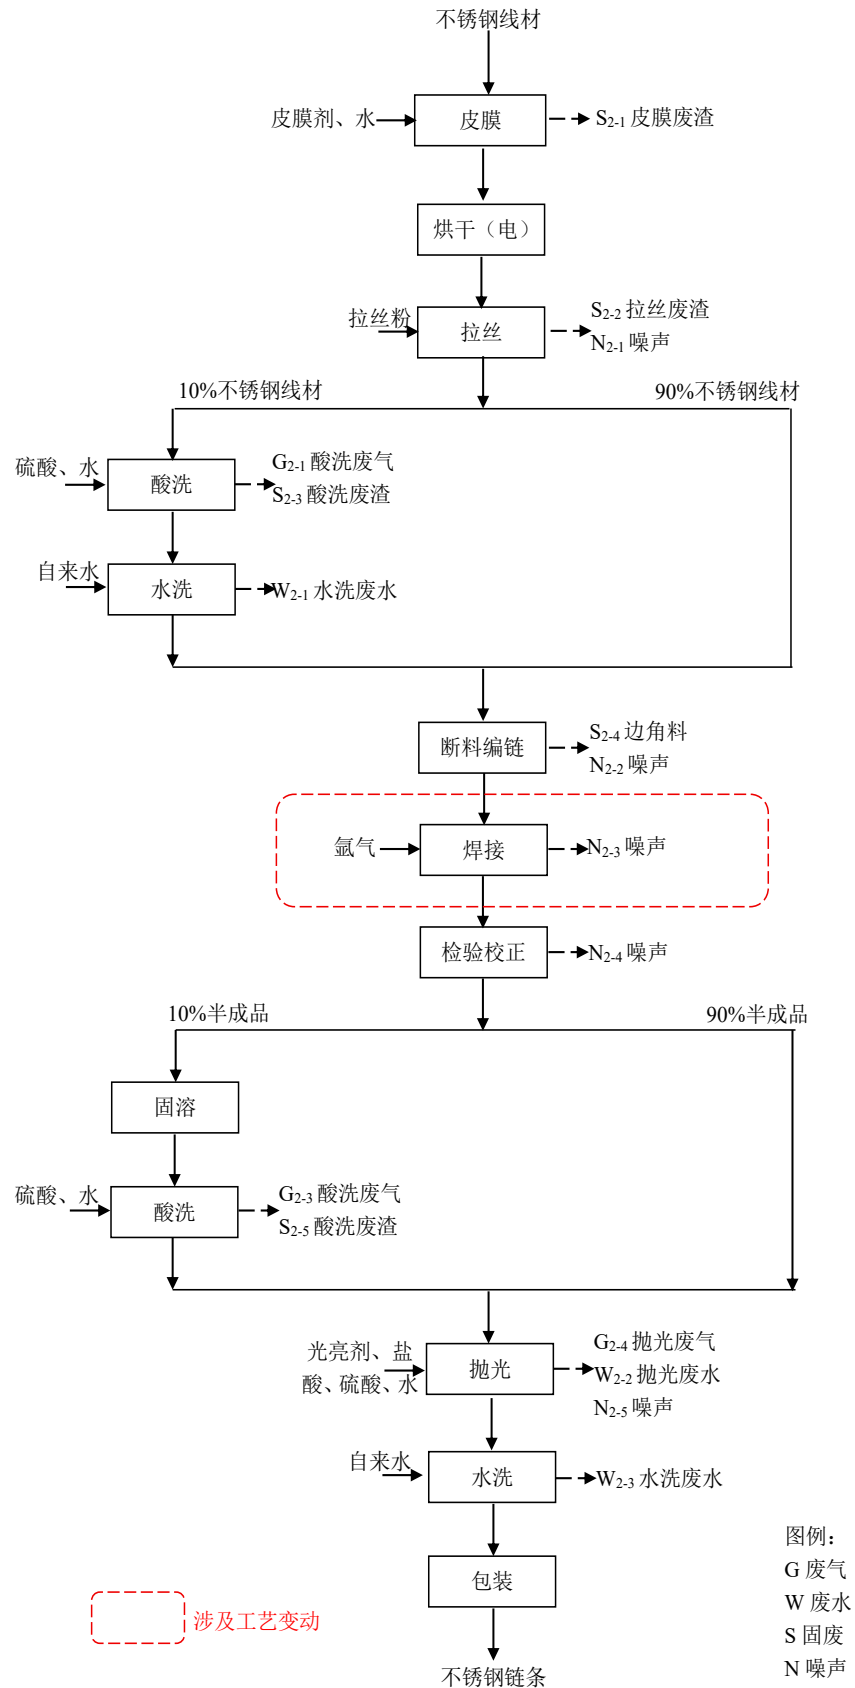 不锈钢线材
皮膜剂、水
皮膜
S2-1 皮膜废渣
烘干（电）
拉丝粉
拉丝
S2-2 拉丝废渣
N2-1 噪声
10%不锈钢线材
90%不锈钢线材
硫酸、水
酸洗
G2-1 酸洗废气
S2-3 酸洗废渣
自来水
水洗
W2-1 水洗废水
断料编链
S2-4 边角料
N2-2 噪声
氩气
焊接
N2-3 噪声
检验校正
N2-4 噪声
10%半成品
90%半成品
固溶
硫酸、水
酸洗
G2-3 酸洗废气
S2-5 酸洗废渣
光亮剂、盐
酸、硫酸、水
抛光
G2-4 抛光废气
W2-2 抛光废水
N2-5 噪声
自来水
水洗
W2-3 水洗废水
包装
不锈钢链条
涉及工艺变动
图例：
G 废气
W 废水
S 固废
N 噪声